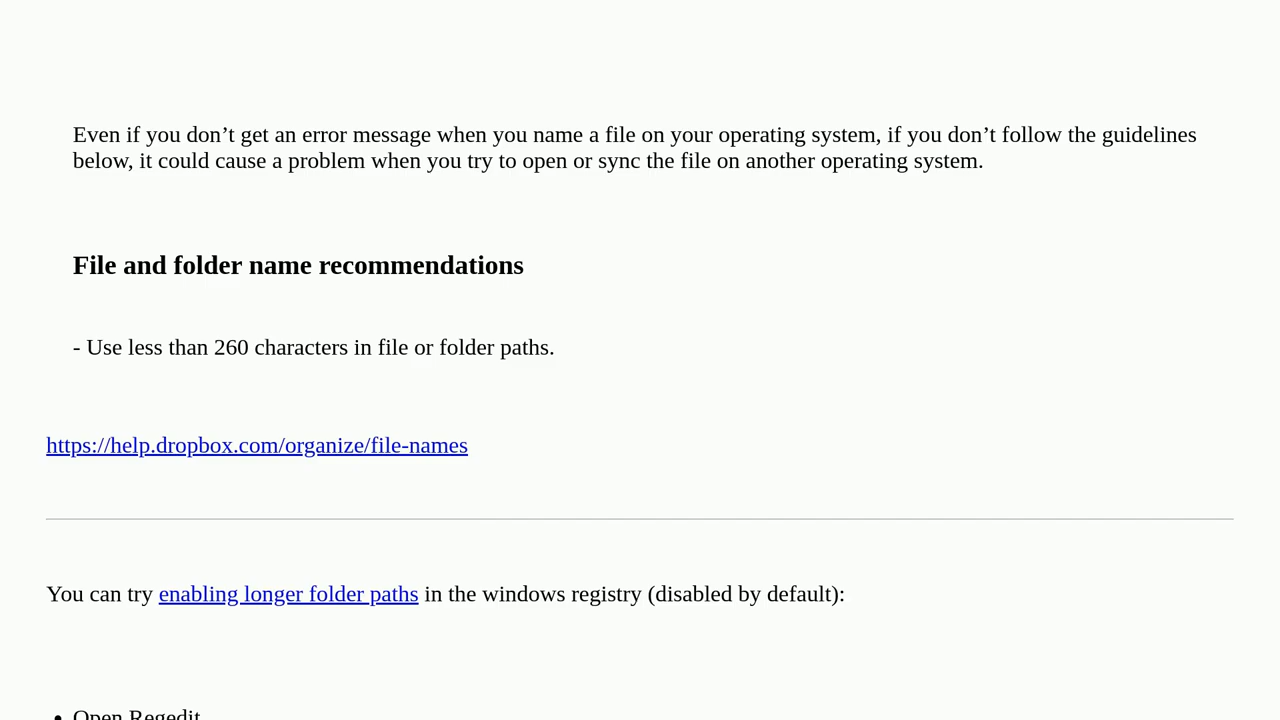 Even if you don’t get an error message when you name a file on your operating system, if you don’t follow the guidelines
below, it could cause a problem when you try to open or sync the file on another operating system.
File and folder name recommendations
- Use less than 260 characters in file or folder paths.
https://help.dropbox.com/organize/file-names
You can try enabling longer folder paths in the windows registry (disabled by default):
• Open Regedit